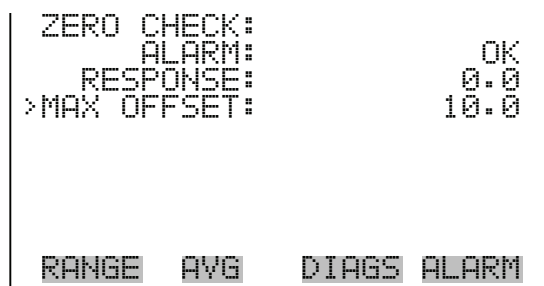 ZERO CHECK:
ALARM: OK
RESPONSE: 0.0
>MAX OFFSET: 10.0
RANGE AVG DIAGS ALARM